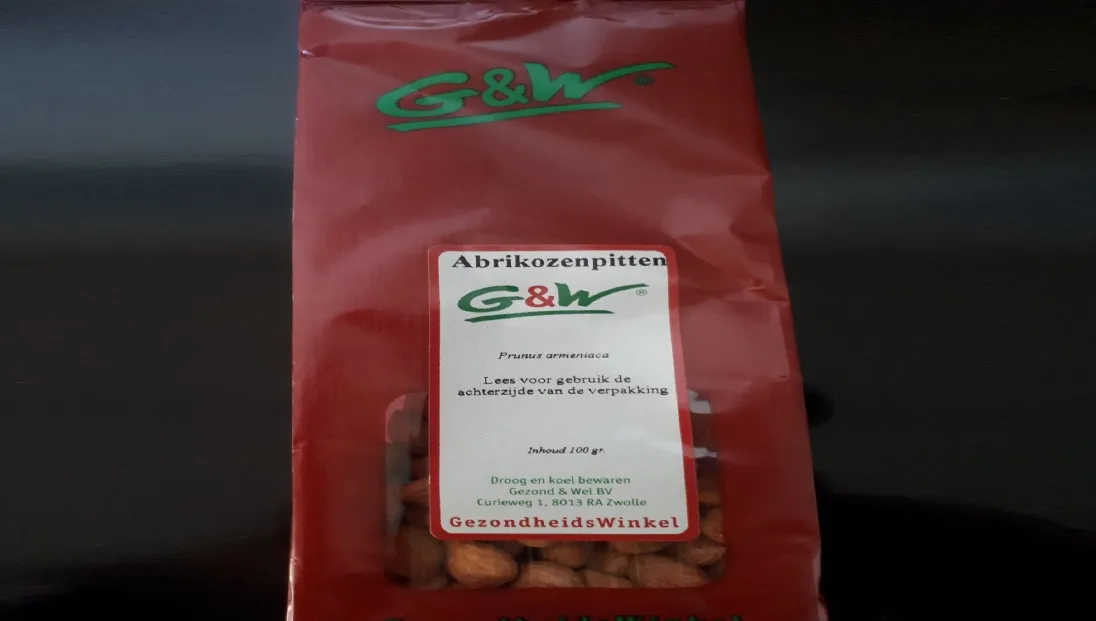 G&W®
Abrikozenpitten
G&W®
Prunus armeniaca
Lees voor gebruik de
achterzijde van de verpakking
Inhoud 100 gr.
Droog en koel bewaren
Gezond & Wel BV
Curieweg 1, 8013 RA Zwolle
GezondheidsWinkel